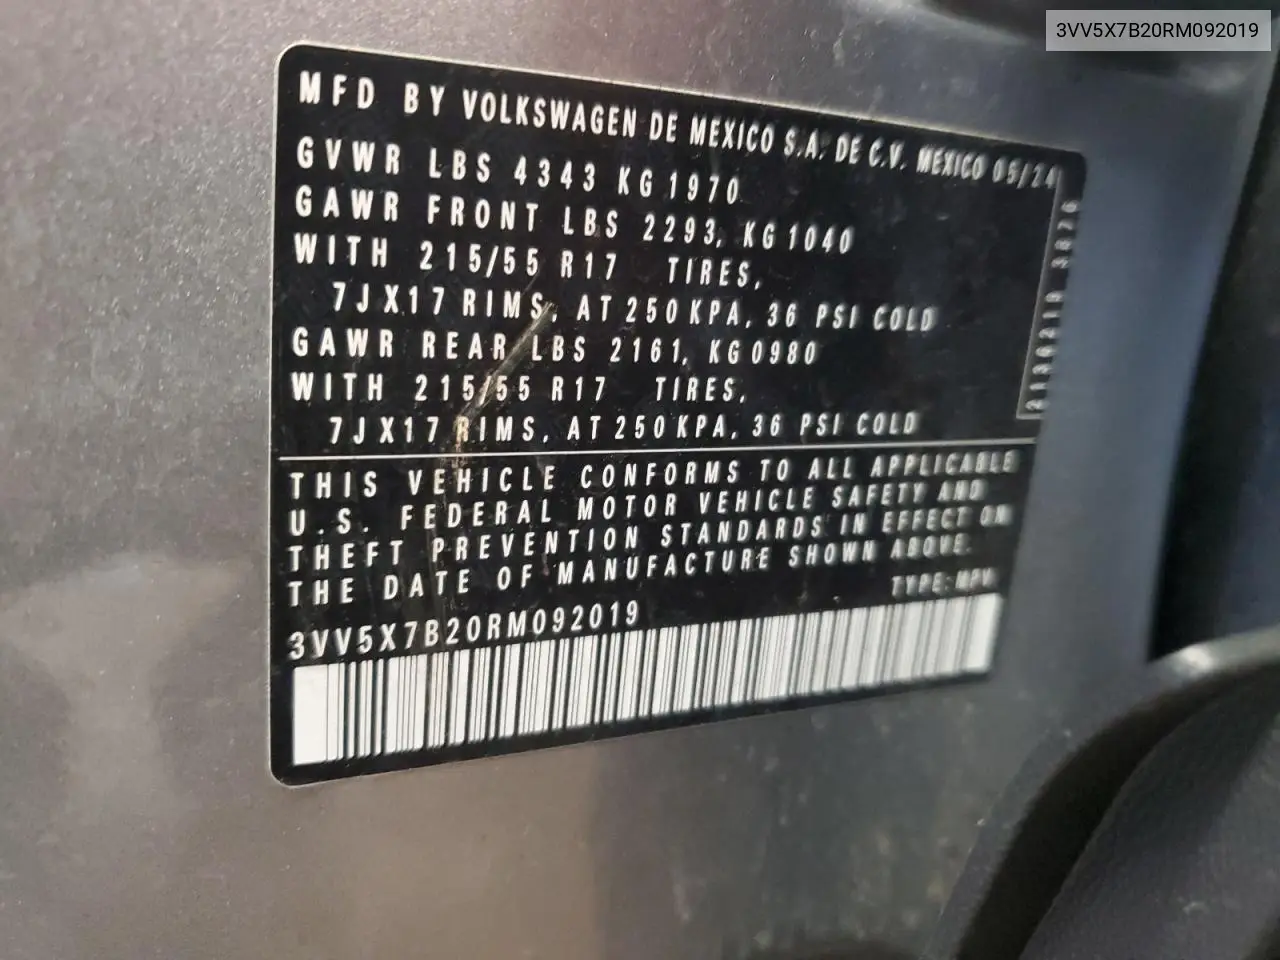 3VV5X7B20RM092019
MFD BY VOLKSWAGEN DE MEXICO S.A. DE C.V. MEXICO 05/24
GVWR LBS 4343 KG 1970
GAWR FRONT LBS 2293, KG 1040
WITH 215/55 R17 TIRES,
7JX17 RIMS, AT 250 KPA, 36 PSI COLD
GAWR REAR LBS 2161, KG 0980
WITH 215/55 R17 TIRES,
7JX17 RIMS, AT 250 KPA, 36 PSI COLD
THIS VEHICLE CONFORMS TO ALL APPLICABLE
U.S. FEDERAL MOTOR VEHICLE SAFETY AND
THEFT PREVENTION STANDARDS IN EFFECT ON
THE DATE OF MANUFACTURE SHOWN ABOVE.
TYPE: MPV
3VV5X7B20RM092019